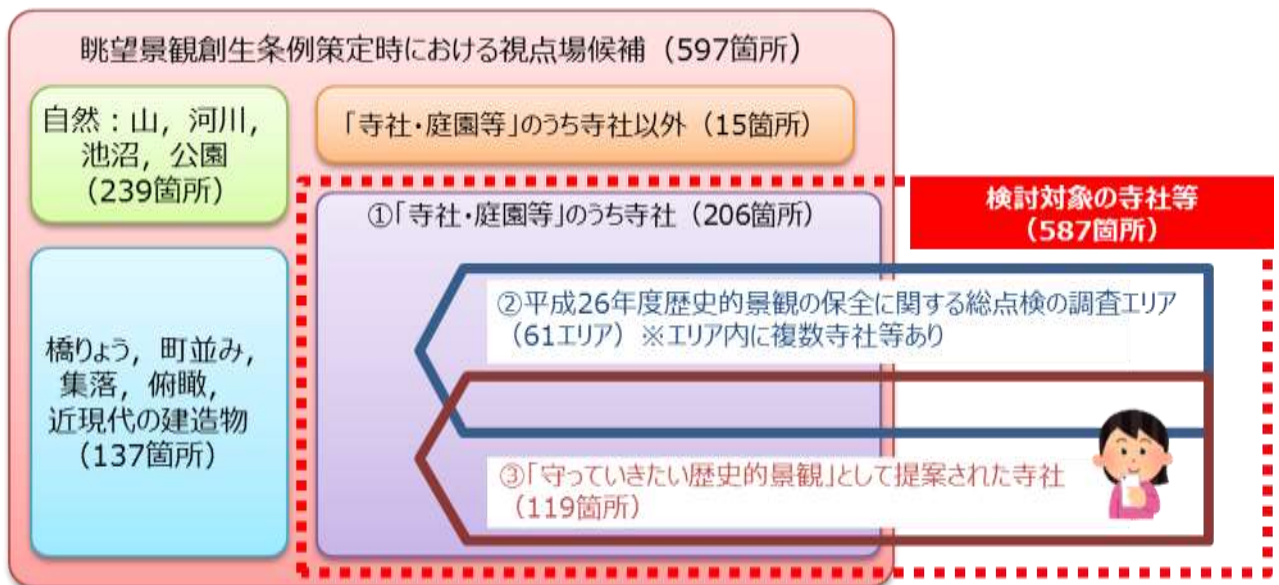 眺望景観創生条例策定時における視点場候補（597箇所）
自然：山，河川，
池沼，公園
（239箇所）
「寺社・庭園等」のうち寺社以外（15箇所）
①「寺社・庭園等」のうち寺社（206箇所）
検討対象の寺社等
（587箇所）
②平成26年度歴史的景観の保全に関する総点検の調査エリア
（61エリア）※エリア内に複数寺社等あり
橋りょう，町並み，
集落，俯瞰，
近現代の建造物
（137箇所）
③「守っていきたい歴史的景観」として提案された寺社
（119箇所）